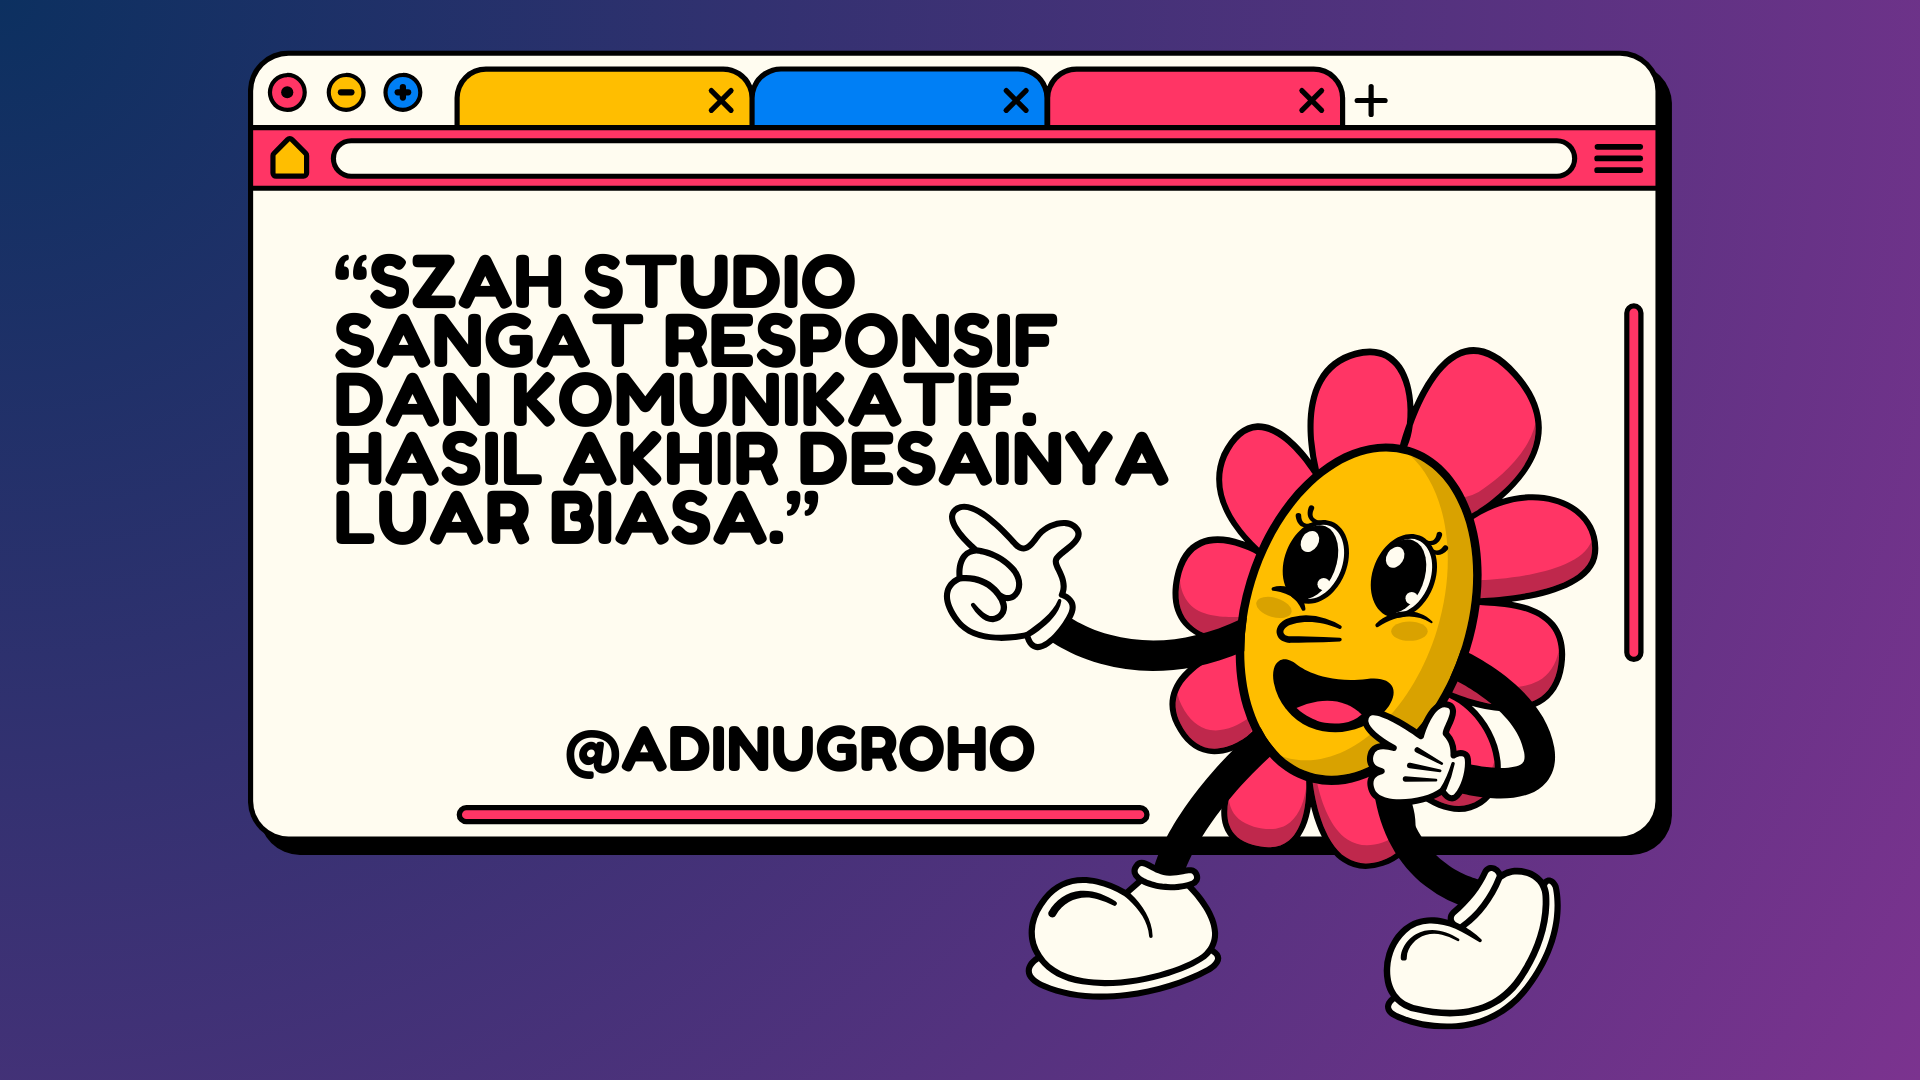 “SZAH STUDIO
SANGAT RESPONSIF
DAN KOMUNIKATIF.
HASIL AKHIR DESAINYA
LUAR BIASA.”
@ADINUGROHO